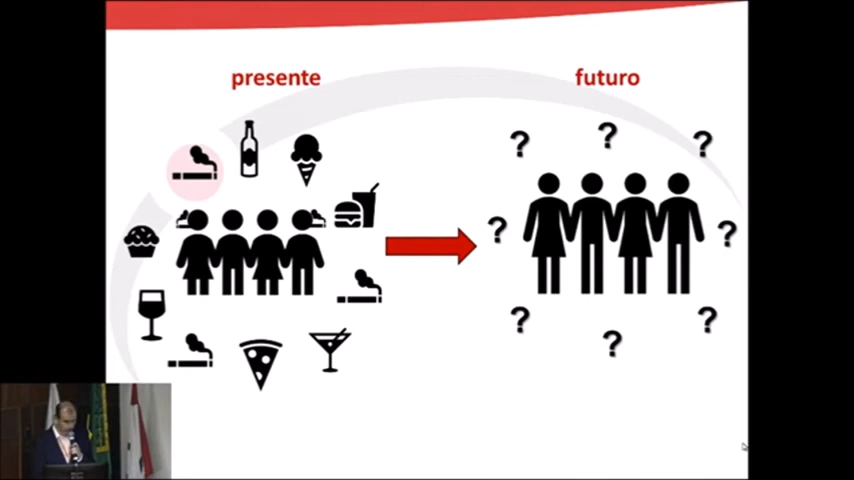 presente
futuro
? ? ?
? ?
? ? ?